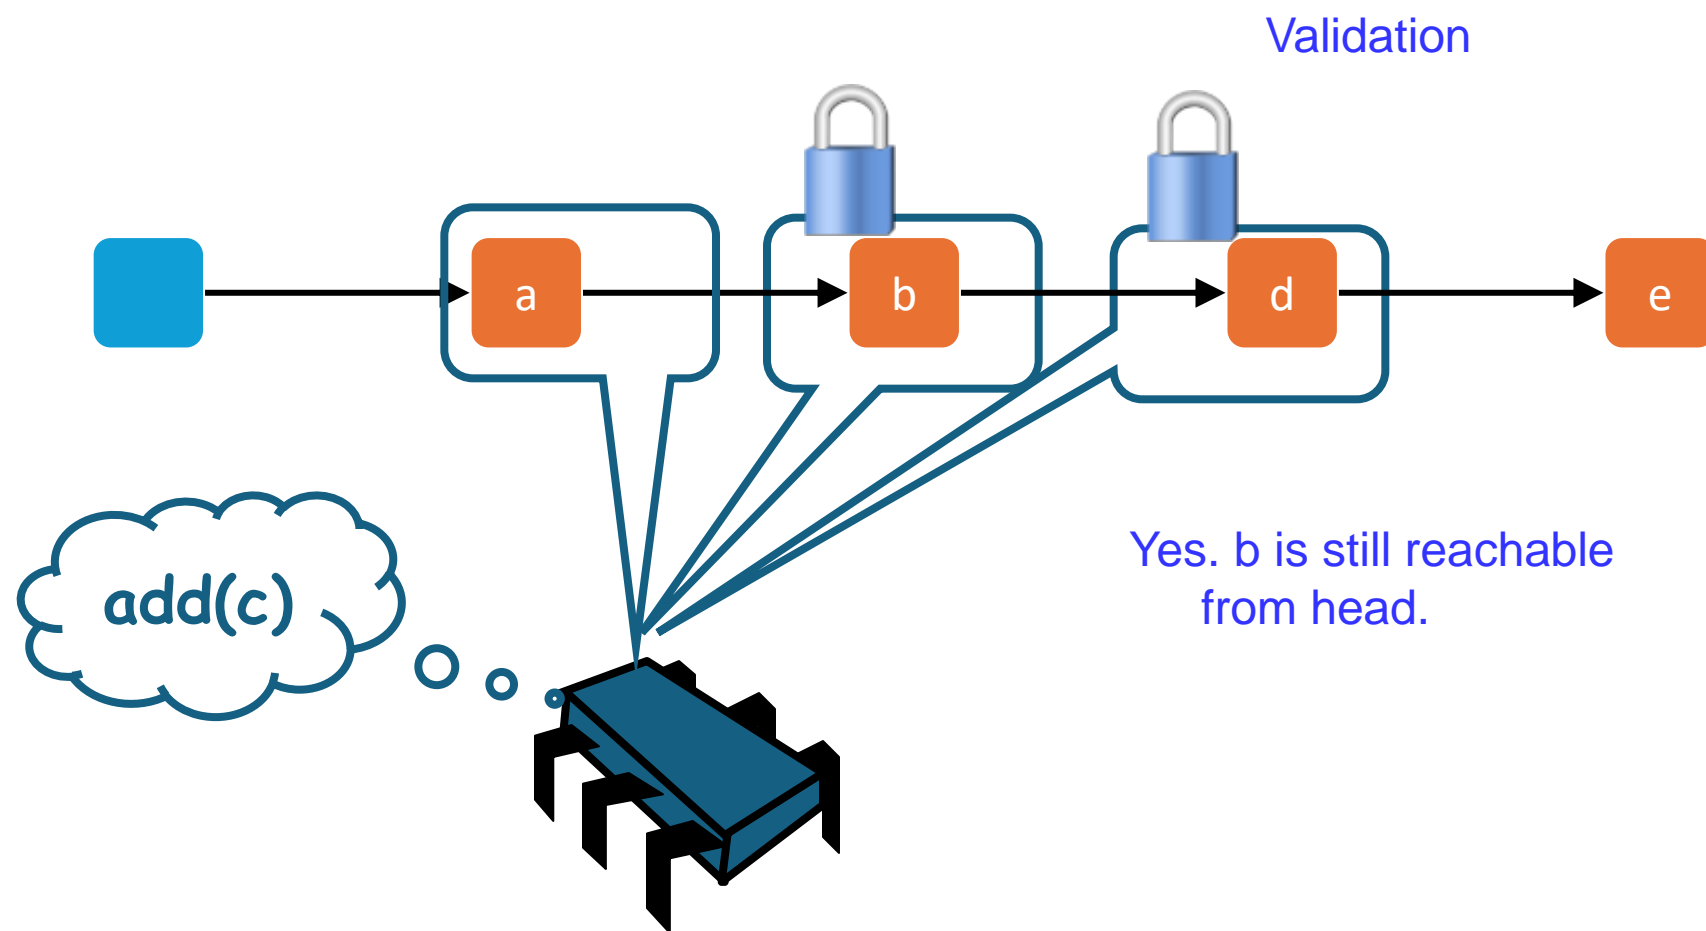 Validation
a
b
d
e
add(c)
Yes. b is still reachable
from head.